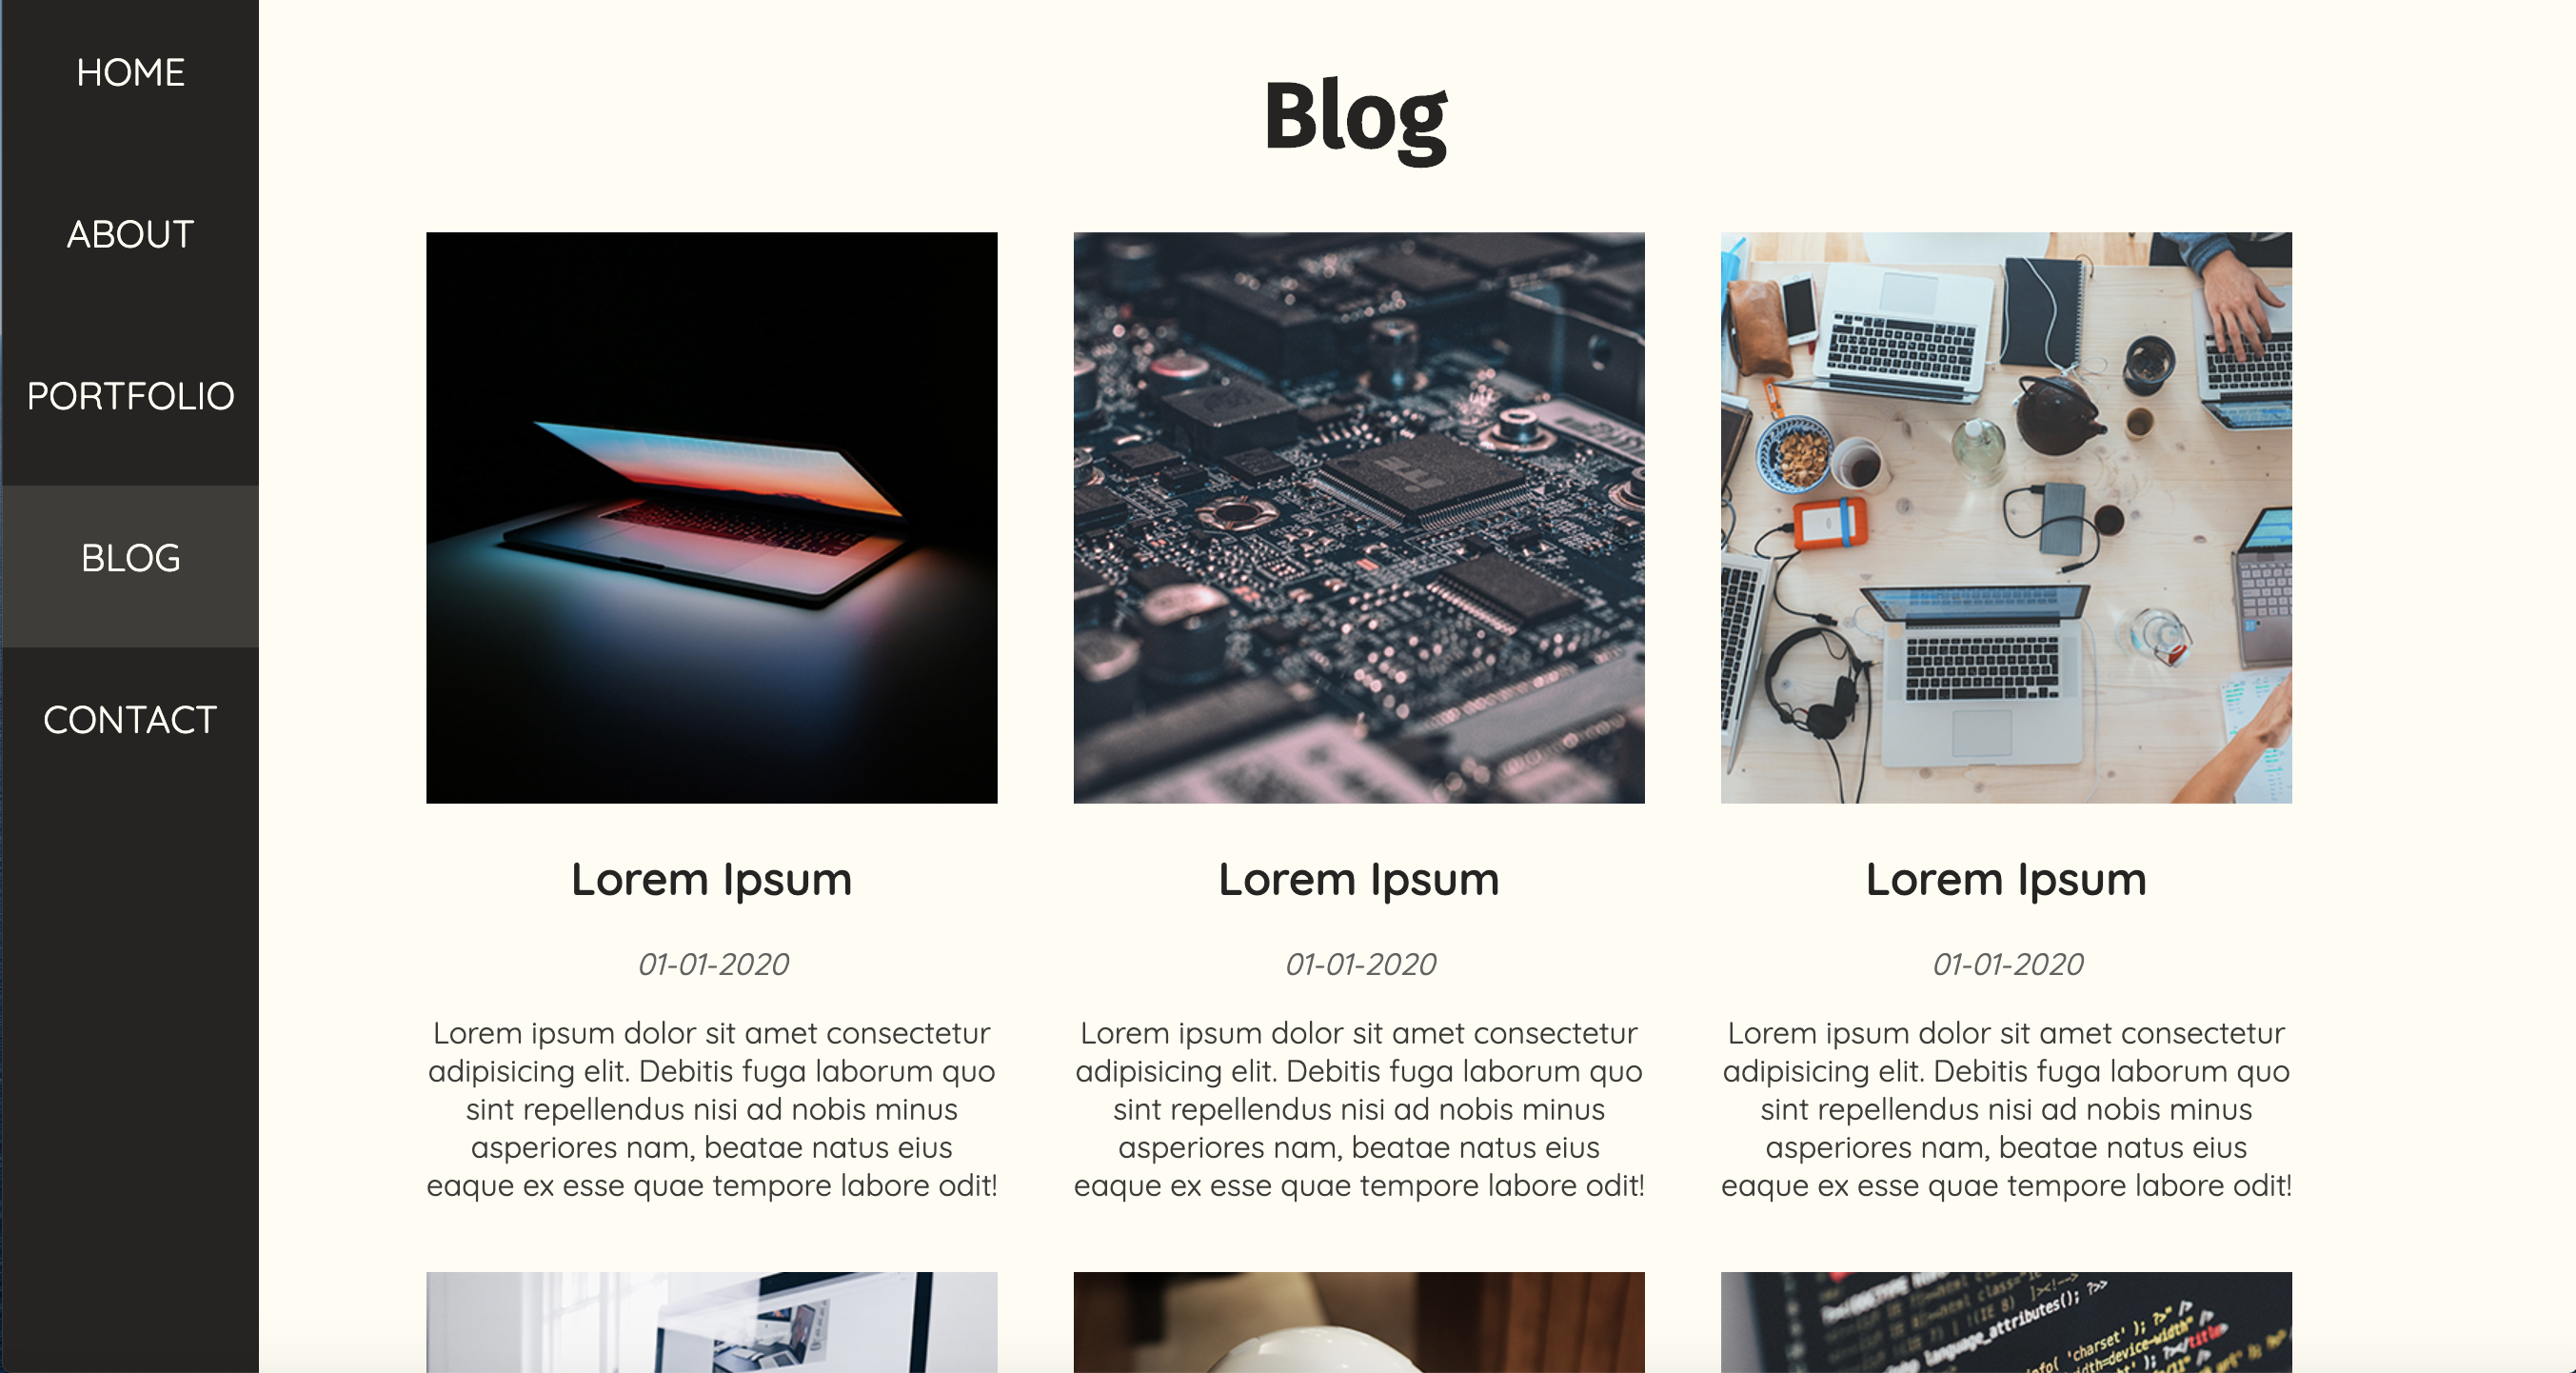 HOME
ABOUT
PORTFOLIO
BLOG
CONTACT
Blog
Lorem Ipsum
01-01-2020
Lorem ipsum dolor sit amet consectetur
adipisicing elit. Debitis fuga laborum quo
sint repellendus nisi ad nobis minus
asperiores nam, beatae natus eius
eaque ex esse quae tempore labore odit!
Lorem Ipsum
01-01-2020
Lorem ipsum dolor sit amet consectetur
adipisicing elit. Debitis fuga laborum quo
sint repellendus nisi ad nobis minus
asperiores nam, beatae natus eius
eaque ex esse quae tempore labore odit!
Lorem Ipsum
01-01-2020
Lorem ipsum dolor sit amet consectetur
adipisicing elit. Debitis fuga laborum quo
sint repellendus nisi ad nobis minus
asperiores nam, beatae natus eius
eaque ex esse quae tempore labore odit!
language_attributes(); ?>>
'charset' ); ?>" />